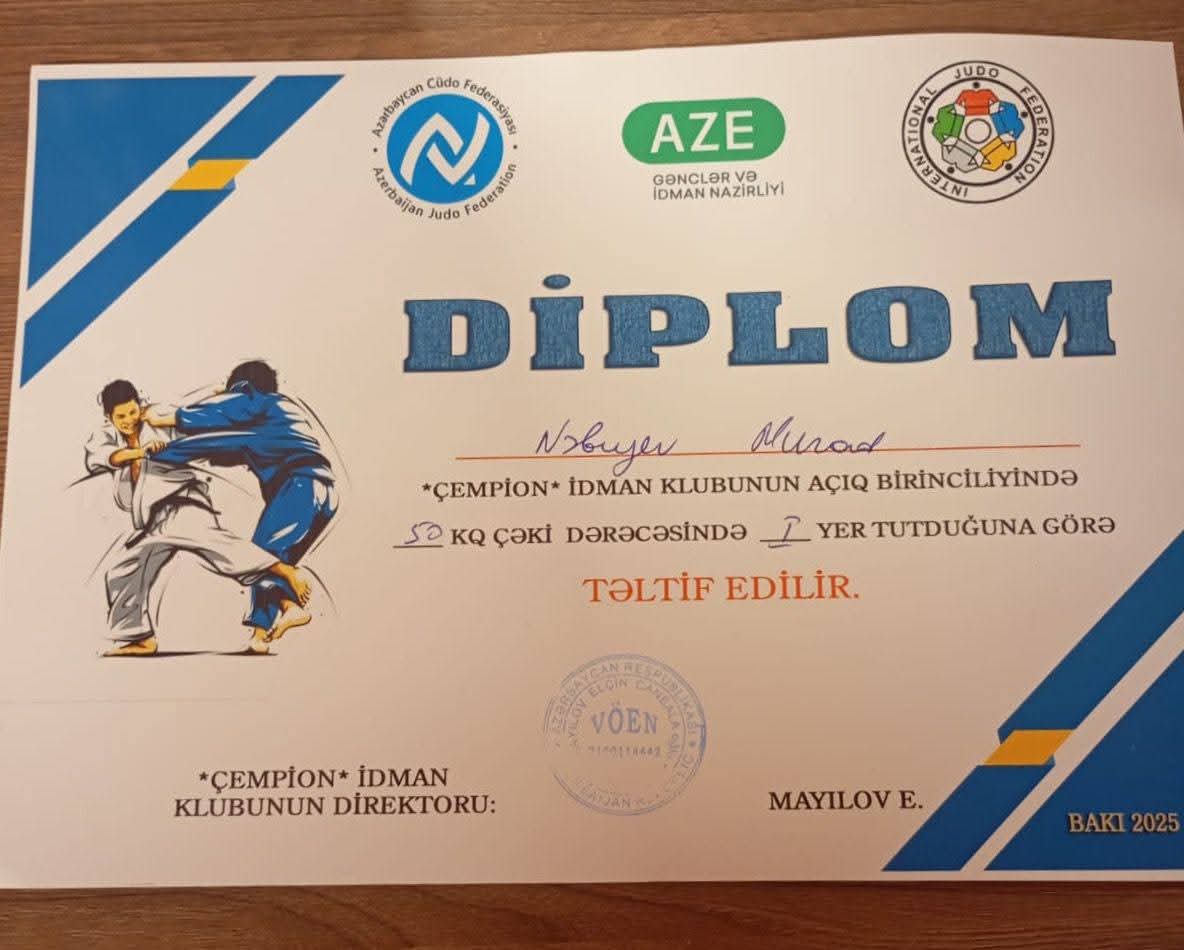 Azərbaycan Cüdo Federasiyası
Azerbaijan Judo Federation
AZE
GƏNCLƏR VƏ
İDMAN NAZİRLİYİ
INTERNATIONAL JUDO FEDERATION
DİPLOM
Murad
*ÇEMPİON* İDMAN KLUBUNUN AÇIQ BİRİNCİLİYİNDƏ
50 KQ ÇƏKİ DƏRƏCƏSİNDƏ I YER TUTDUĞUNA GÖRƏ
TƏLTİF EDİLİR.
VÖEN
*ÇEMPİON* İDMAN
KLUBUNUN DİREKTORU:
MAYILOV E.
BAKI 2025